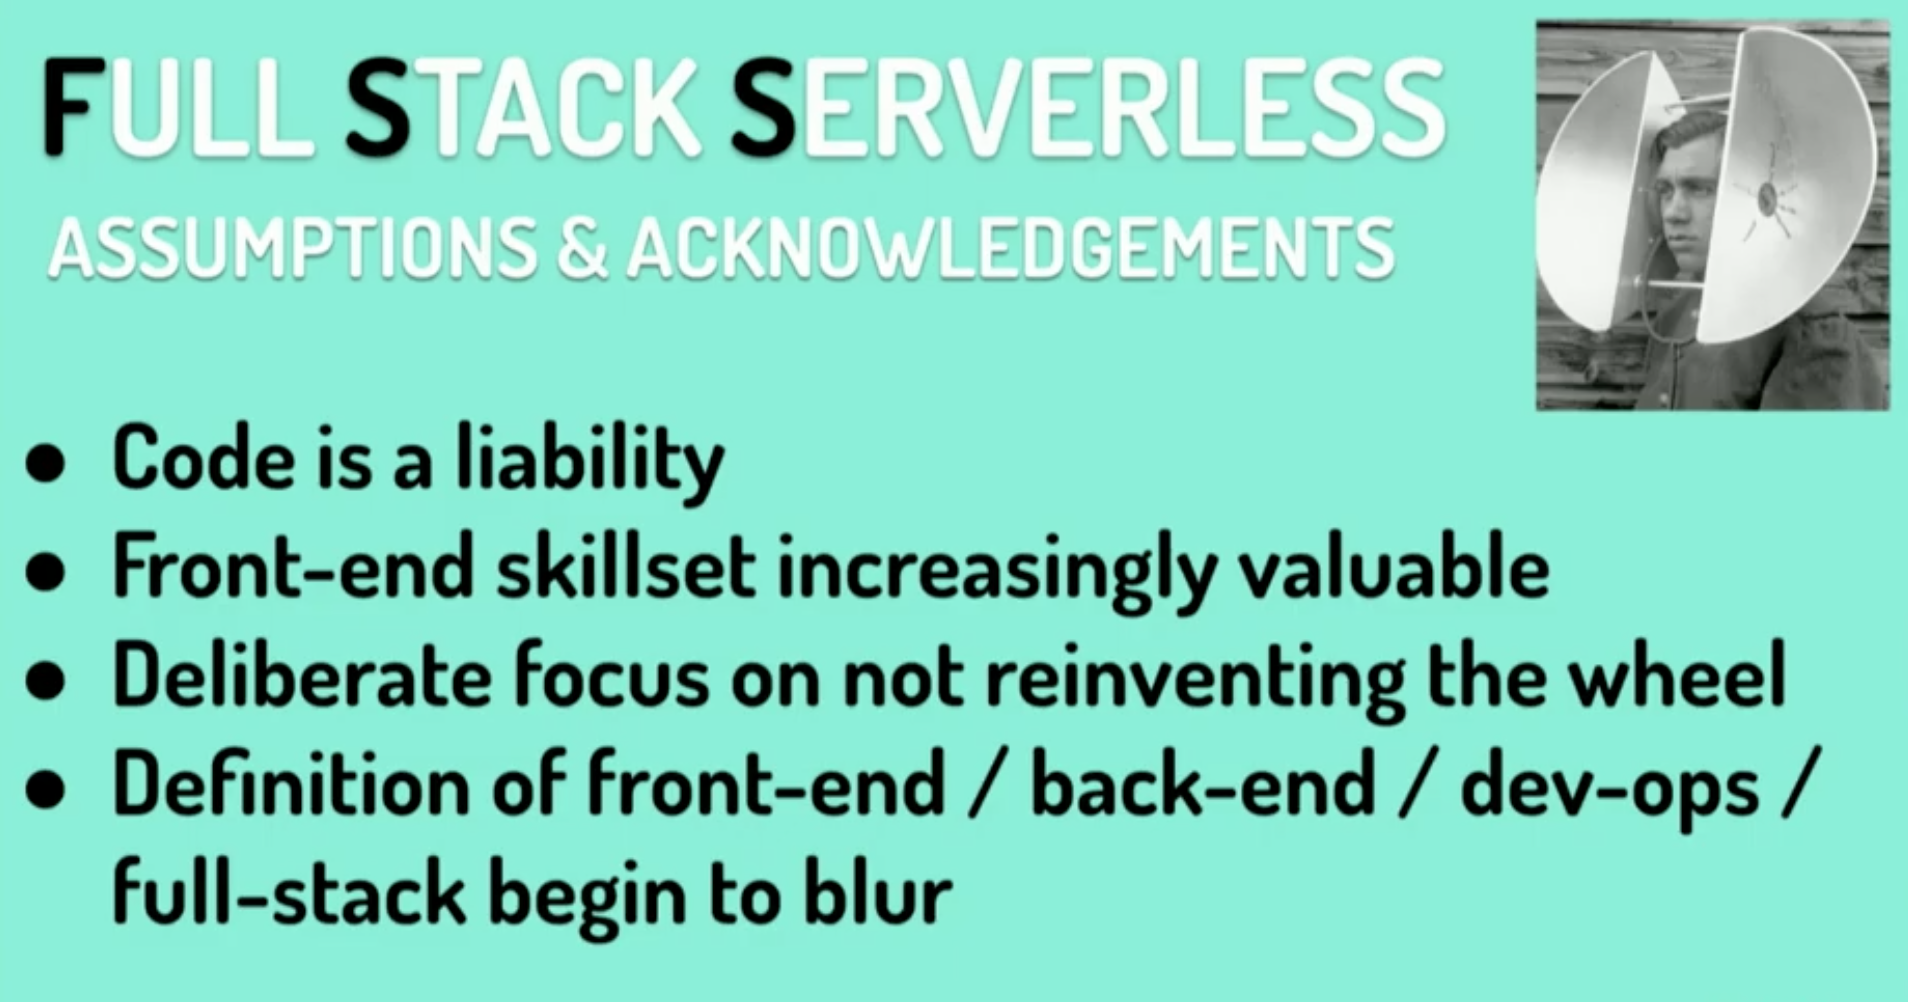 FULL STACK SERVERLESS
ASSUMPTIONS & ACKNOWLEDGEMENTS
● Code is a liability
● Front-end skillset increasingly valuable
● Deliberate focus on not reinventing the wheel
● Definition of front-end / back-end / dev-ops /
full-stack begin to blur